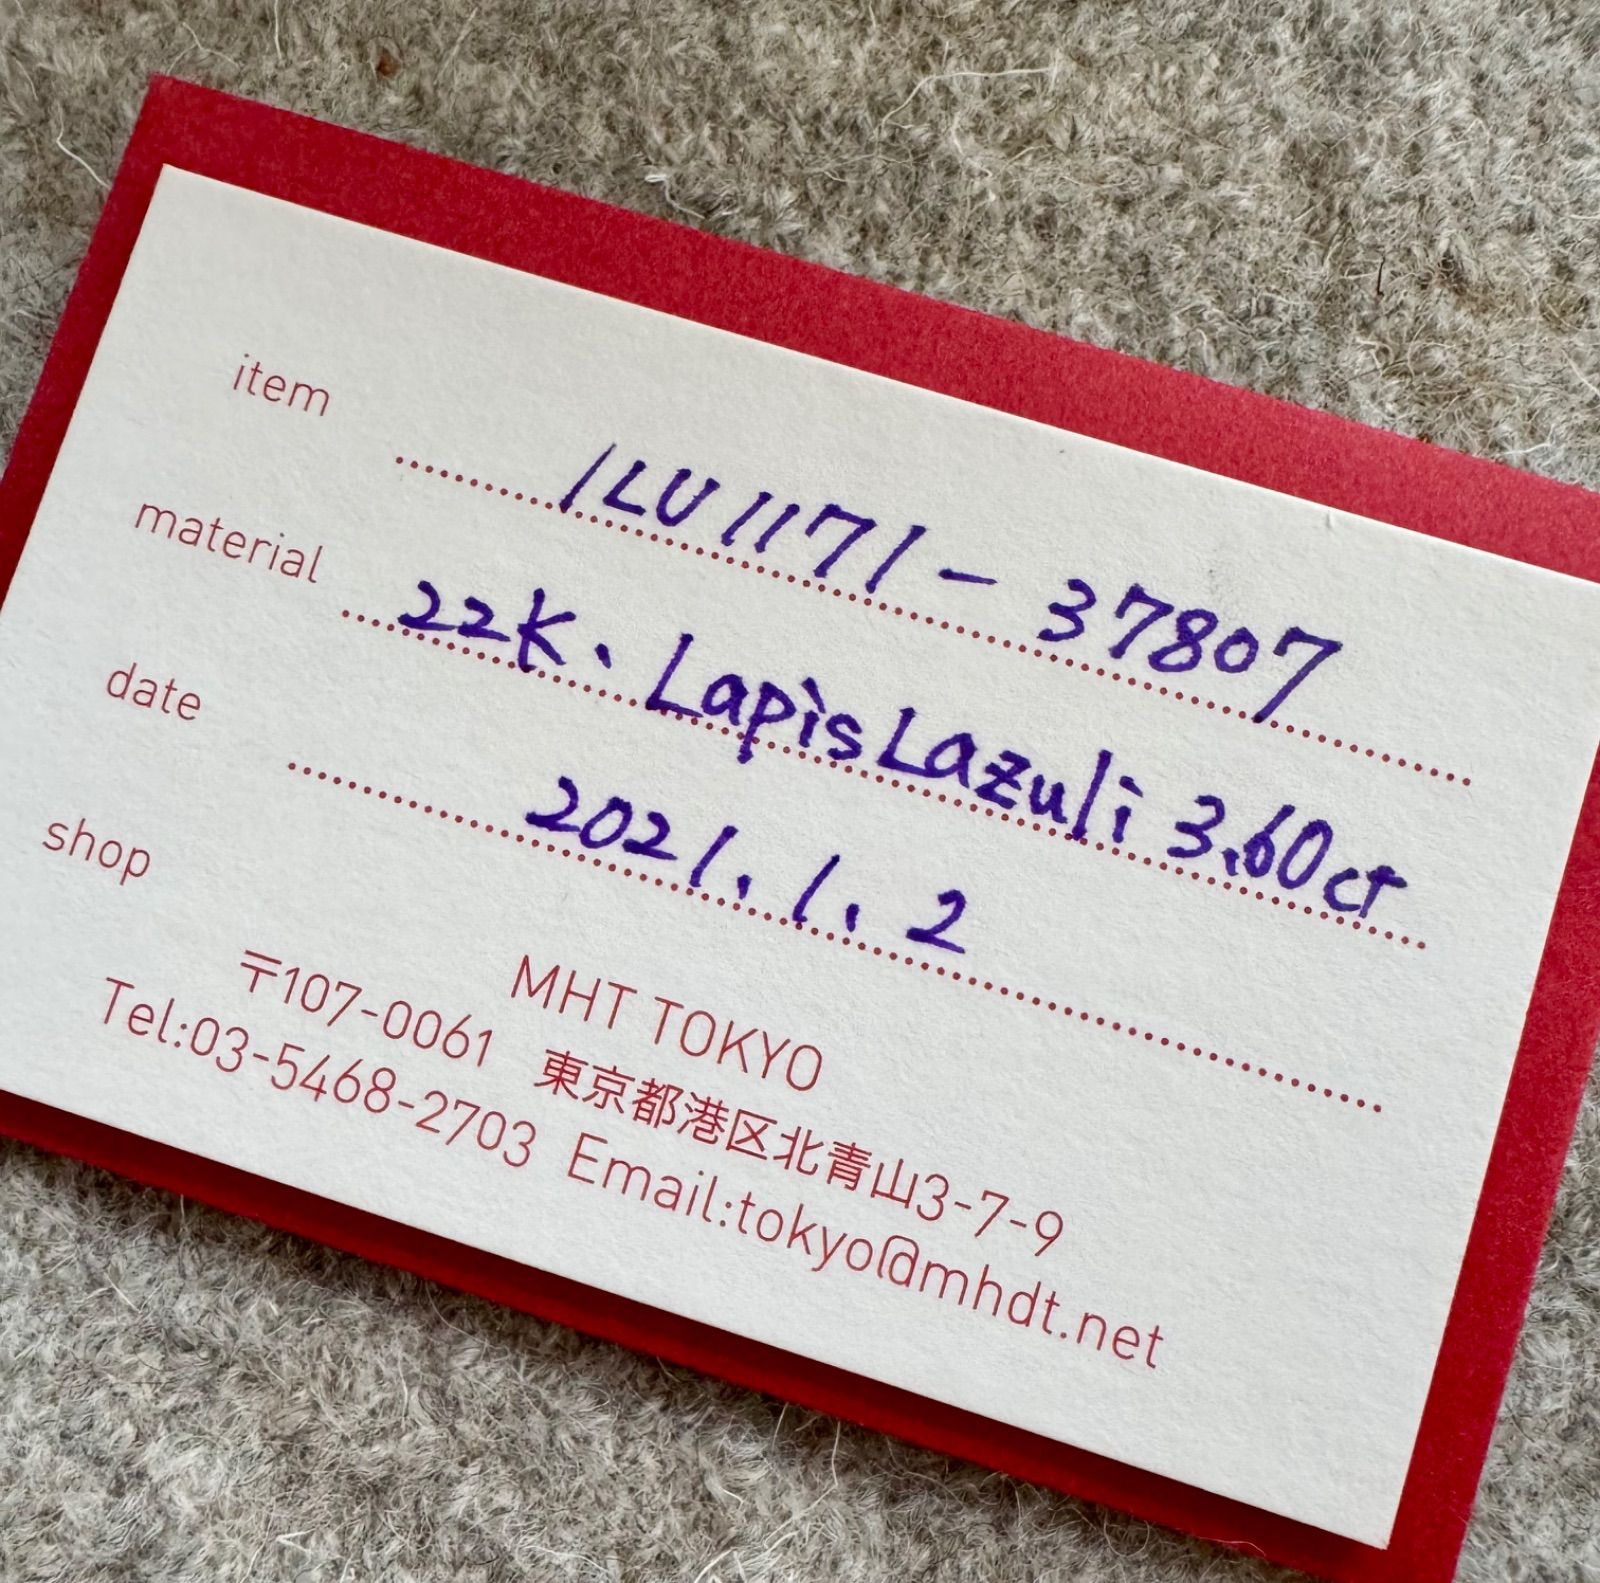 item 1LU1171-37807
material 22K、Lapis Lazuli 3.60ct
date 2021.1.2
shop
MHT TOKYO
〒107-0061 東京都港区北青山3-7-9
Tel:03-5468-2703 Email:tokyo@mhdt.net